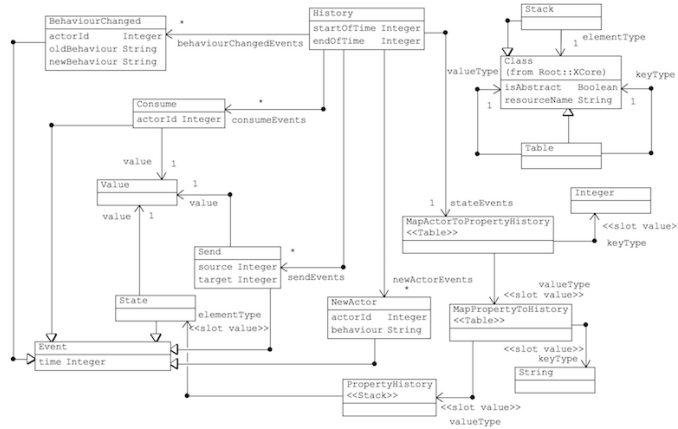 BehaviourChanged
actorId Integer
oldBehaviour String
newBehaviour String
*
behaviourChangedEvents
History
startOfTime Integer
endOfTime Integer
Stack
elementType
1
valueType
Class
(from Root::XCore)
isAbstract Boolean
resourceName String
keyType
1
1
Table
Consume
actorId Integer
*
consumeEvents
value
1
Value
1
value
value
1
Send
source Integer
target Integer
*
sendEvents
1
stateEvents
MapActorToPropertyHistory
<<Table>>
Integer
<<slot value>>
keyType
State
elementType
<<slot value>>
newActorEvents
*
NewActor
actorId Integer
behaviour String
valueType
<<slot value>>
MapPropertyToHistory
<<Table>>
<<slot value>>
keyType
String
Event
time Integer
PropertyHistory
<<Stack>>
<<slot value>>
valueType